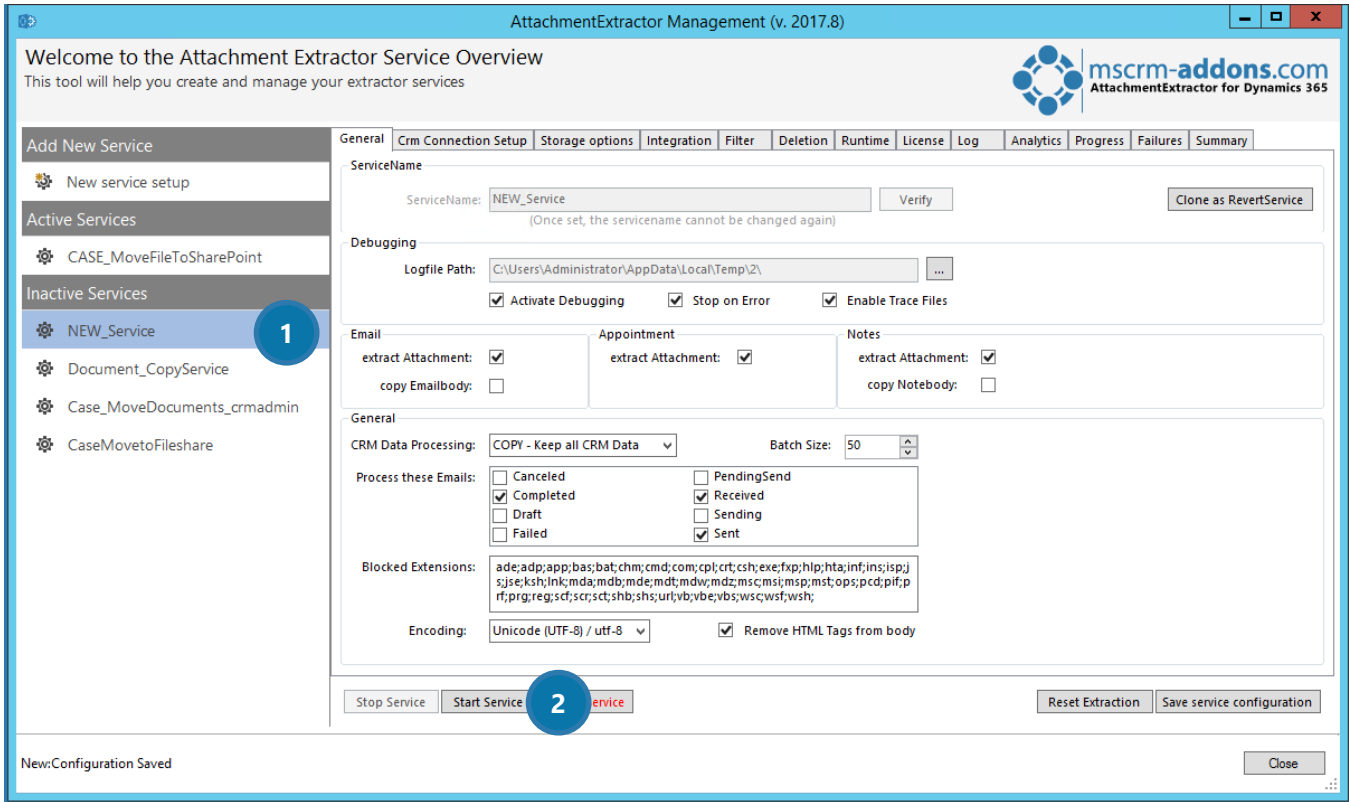 AttachmentExtractor Management (v. 2017.8)
Welcome to the Attachment Extractor Service Overview
This tool will help you create and manage your extractor services
mscrm-addons.com
AttachmentExtractor for Dynamics 365
Add New Service
New service setup
Active Services
CASE_MoveFileToSharePoint
Inactive Services
NEW_Service
1
Document_CopyService
Case_MoveDocuments_crmadmin
CaseMovetoFileshare
General Crm Connection Setup Storage options Integration Filter Deletion Runtime License Log Analytics Progress Failures Summary
ServiceName
ServiceName: NEW_Service Verify Clone as RevertService
(Once set, the servicename cannot be changed again)
Debugging
Logfile Path: C:\Users\Administrator\AppData\Local\Temp\2\ ...
Activate Debugging Stop on Error Enable Trace Files
Email Appointment Notes
extract Attachment: extract Attachment: extract Attachment:
copy Emailbody: copy Notebody:
General
CRM Data Processing: COPY - Keep all CRM Data Batch Size: 50
Process these Emails: Canceled PendingSend
Completed Received
Draft Sending
Failed Sent
Blocked Extensions: ade;adp;app;bas;bat;chm;cmd;com;cpl;crt;csh;exe;fxp;hlp;hta;inf;ins;isp;j
s;jse;ksh;lnk;mda;mdb;mde;mdt;mdw;mdz;msc;msi;msp;mst;ops;pcd;pif;p
rf;prg;reg;scf;scr;sct;shb;shs;url;vb;vbe;vbs;wsc;wsf;wsh;
Encoding: Unicode (UTF-8) / utf-8 Remove HTML Tags from body
Stop Service Start Service 2 ervice Reset Extraction Save service configuration
New:Configuration Saved Close